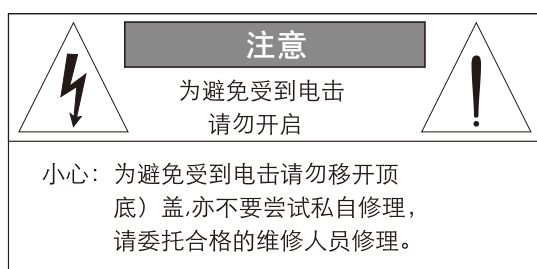 注意
为避免受到电击
请勿开启
小心：为避免受到电击请勿移开顶
底）盖,亦不要尝试私自修理，
请委托合格的维修人员修理。